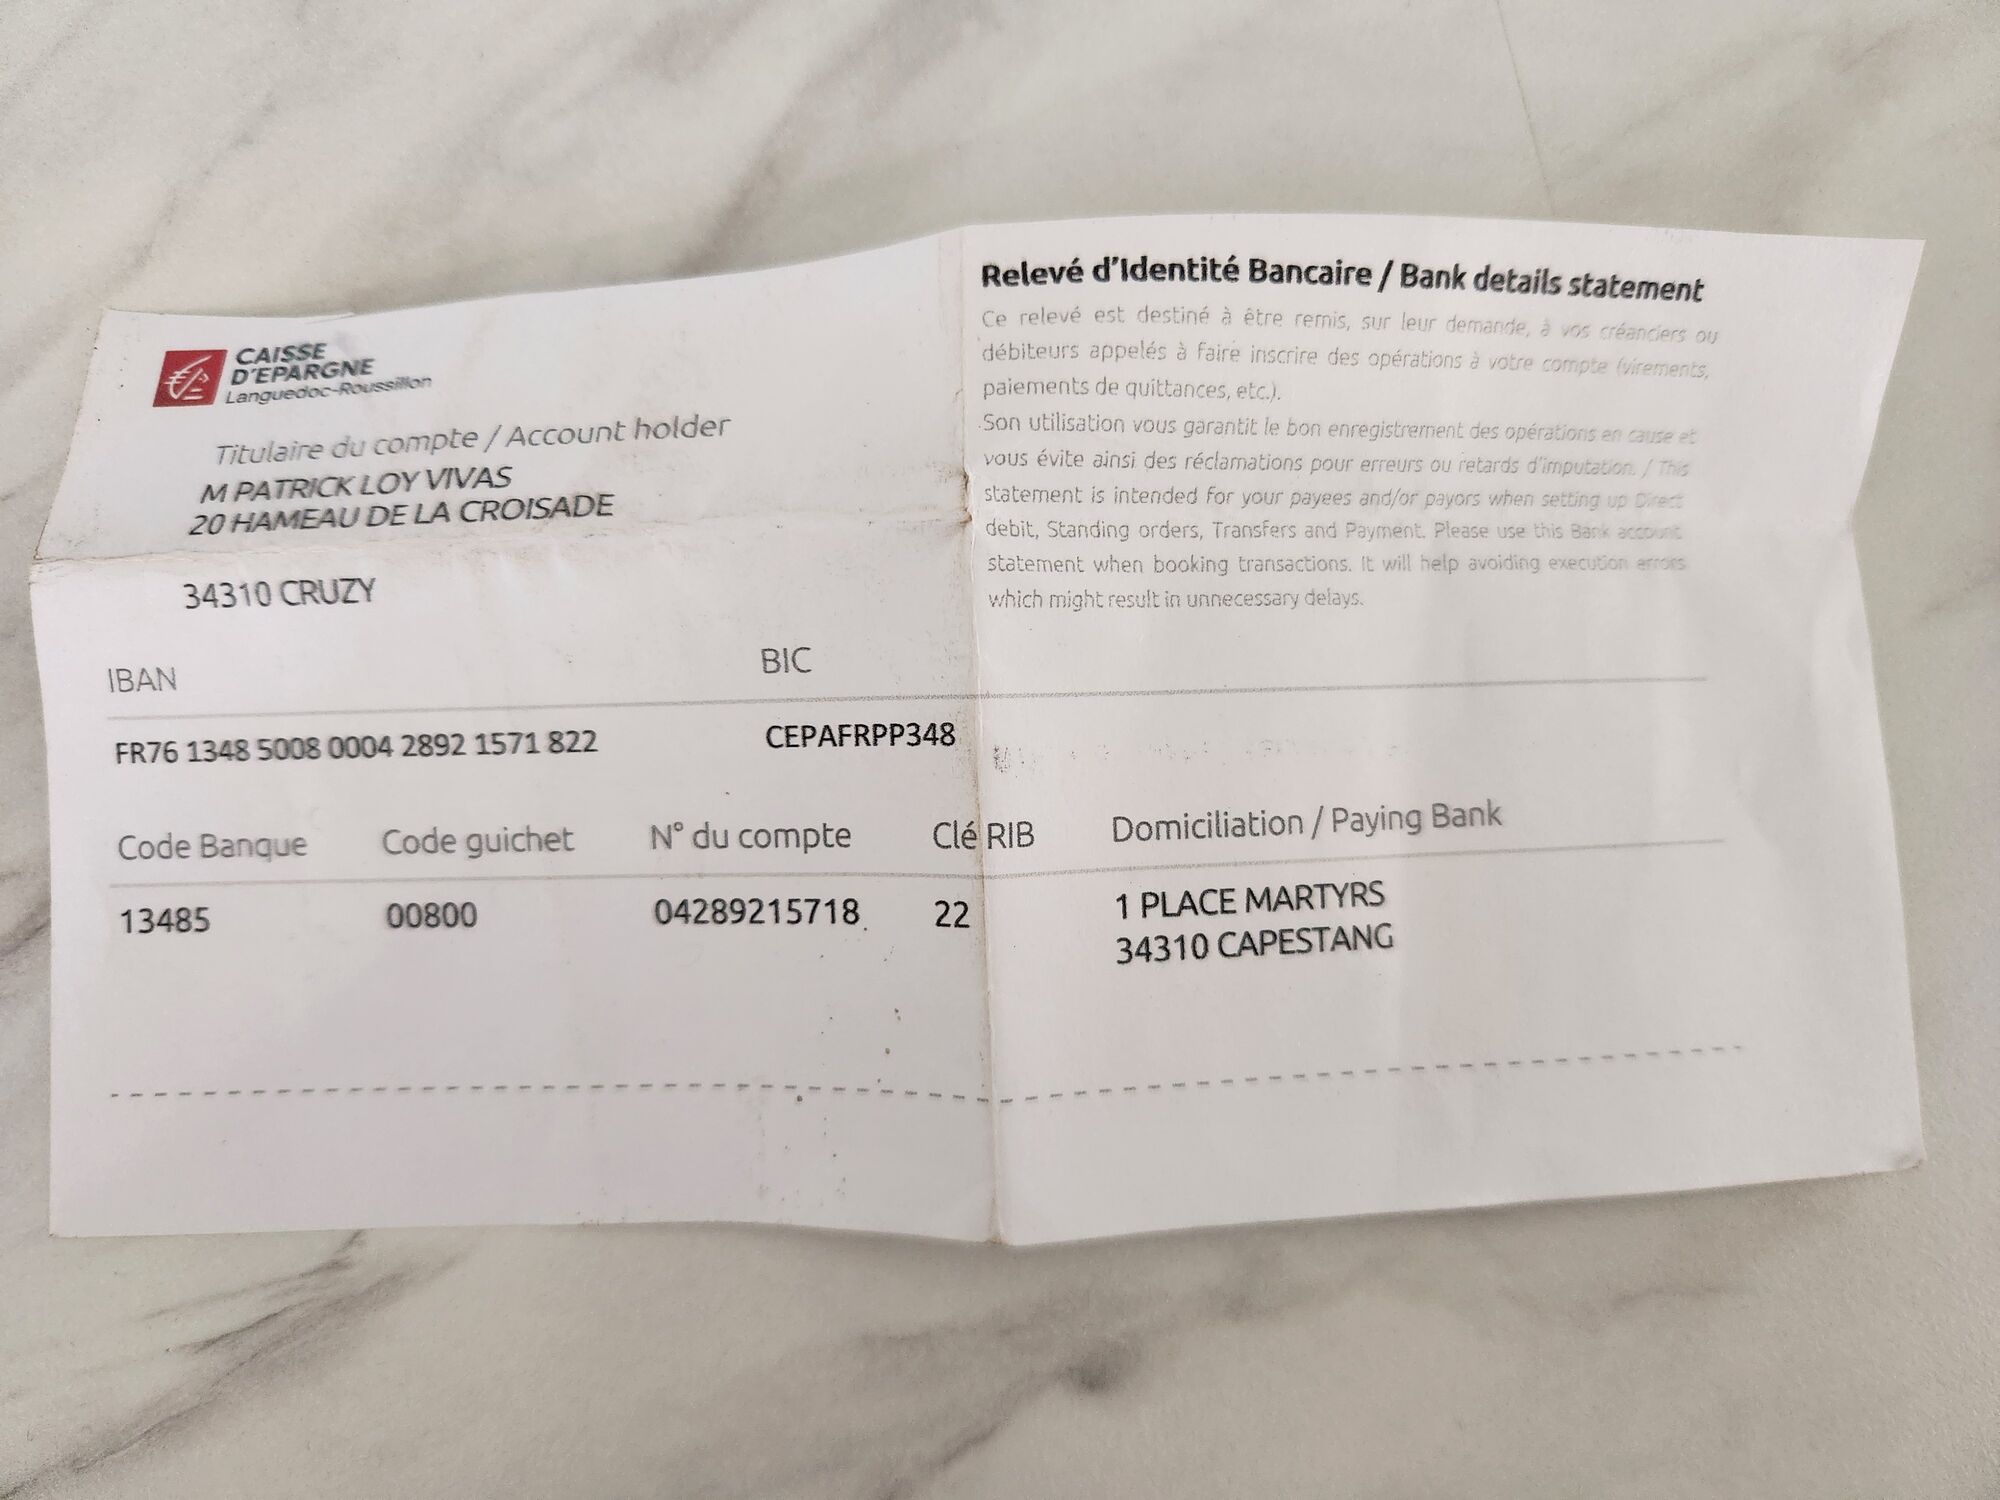 CAISSE
D'EPARGNE
Languedoc-Roussillon
Titulaire du compte / Account holder
M PATRICK LOY VIVAS
20 HAMEAU DE LA CROISADE
34310 CRUZY
Relevé d'Identité Bancaire / Bank details statement
Ce relevé est destiné à être remis, sur leur demande, à vos créanciers ou
débiteurs appelés à faire inscrire des opérations à votre compte (virements,
paiements de quittances, etc.).
Son utilisation vous garantit le bon enregistrement des opérations en cause et
vous évite ainsi des réclamations pour erreurs ou retards d'imputation. / This
statement is intended for your payees and/or payors when setting up Direct
debit, Standing orders, Transfers and Payment. Please use this Bank account
statement when booking transactions. It will help avoiding execution errors
which might result in unnecessary delays.
IBAN BIC
FR76 1348 5008 0004 2892 1571 822 CEPAFRPP348
Code Banque Code guichet N° du compte Clé RIB Domiciliation / Paying Bank
13485 00800 04289215718 22 1 PLACE MARTYRS
34310 CAPESTANG